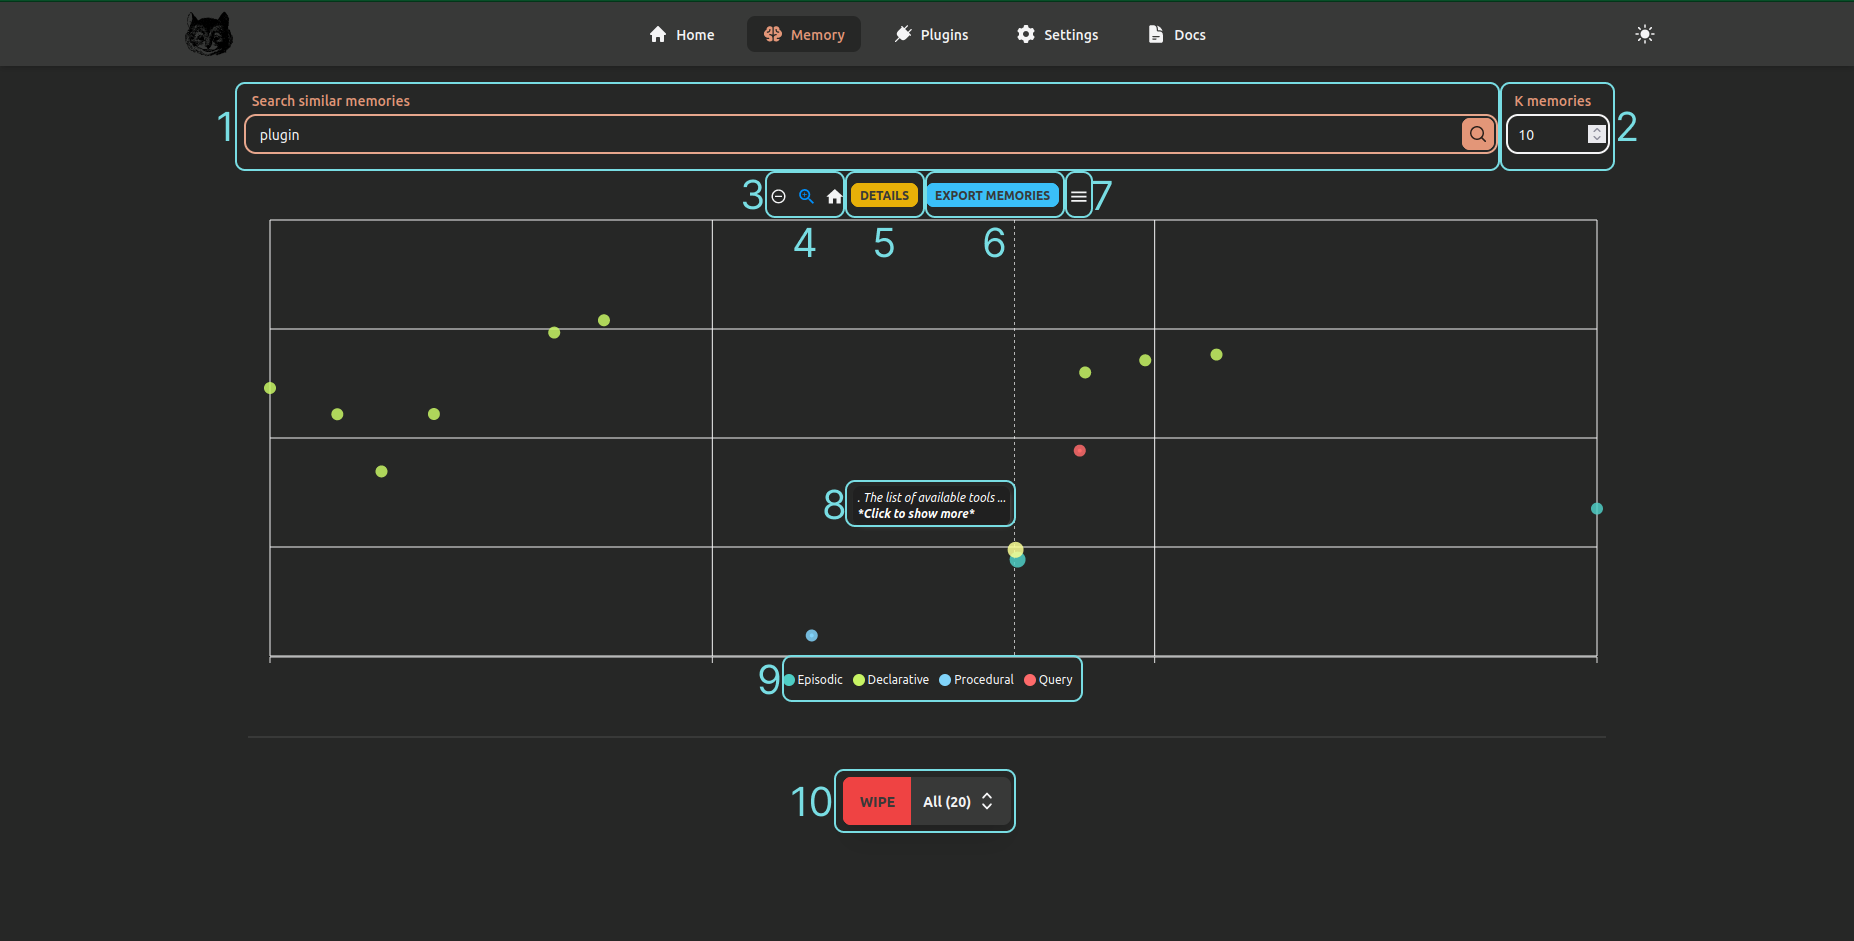 Home Memory Plugins Settings Docs
Search similar memories
K memories
1
plugin
10
2
3
DETAILS
EXPORT MEMORIES
7
4
5
6
8
. The list of available tools ...
*Click to show more*
9
Episodic Declarative Procedural Query
10
WIPE
All (20)